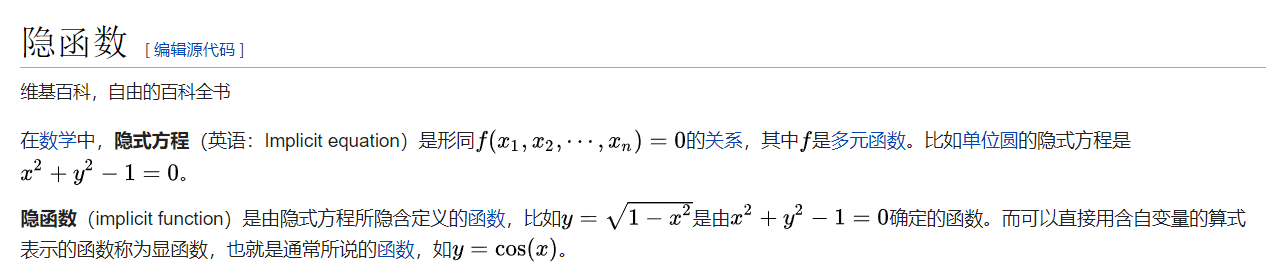 隐函数 [ 编辑源代码 ]
维基百科，自由的百科全书
在数学中，隐式方程（英语：Implicit equation）是形同f(x₁, x₂, ⋯, xₙ) = 0的关系，其中f是多元函数。比如单位圆的隐式方程是
x² + y² − 1 = 0。
隐函数（implicit function）是由隐式方程所隐含定义的函数，比如y = √(1 − x²)是由x² + y² − 1 = 0确定的函数。而可以直接用含自变量的算式
表示的函数称为显函数，也就是通常所说的函数，如y = cos(x)。